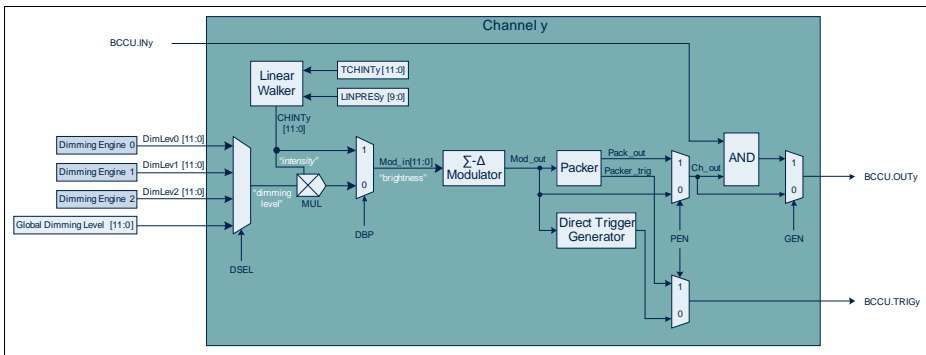 Channel y
BCCU.INy
Linear
Walker
TCHINTy [11:0]
LINPRESy [9:0]
CHINTy
[11:0]
Dimming Engine 0
DimLev0 [11:0]
Dimming Engine 1
DimLev1 [11:0]
Dimming Engine 2
DimLev2 [11:0]
Global Dimming Level [11:0]
DSEL
"intensity"
"dimming
level"
MUL
1
0
DBP
Mod_in[11:0]
"brightness"
Σ-Δ
Modulator
Mod_out
Packer
Pack_out
Packer_trig
Direct Trigger
Generator
1
0
PEN
Ch_out
AND
1
0
GEN
BCCU.OUTy
1
0
BCCU.TRIGy